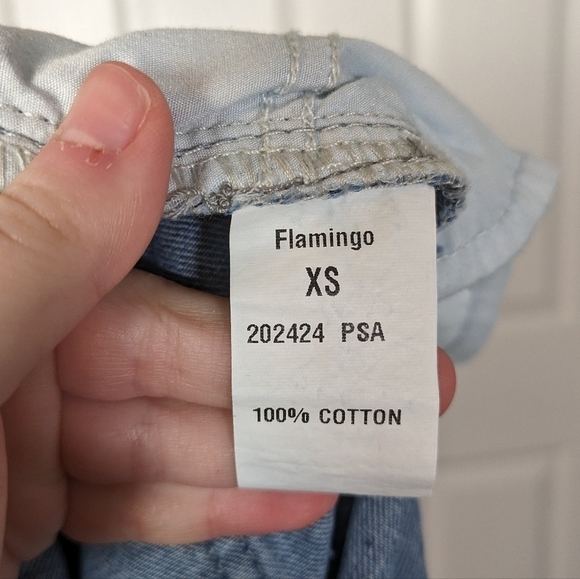 Flamingo
XS
202424 PSA
100% COTTON